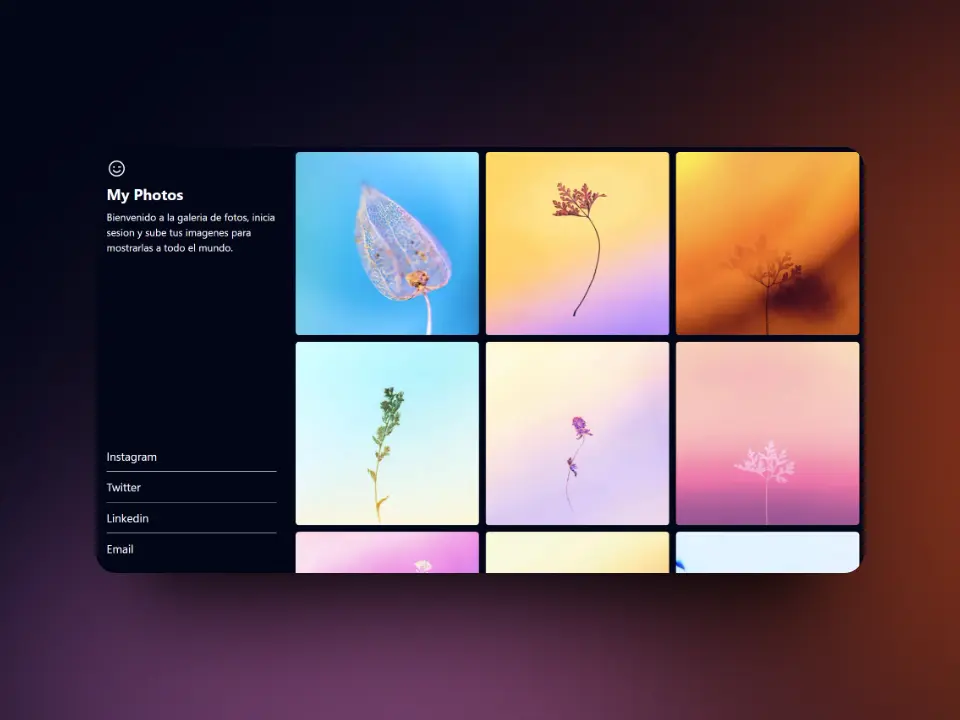 My Photos
Bienvenido a la galeria de fotos, inicia
sesion y sube tus imagenes para
mostrarlas a todo el mundo.
Instagram
Twitter
Linkedin
Email